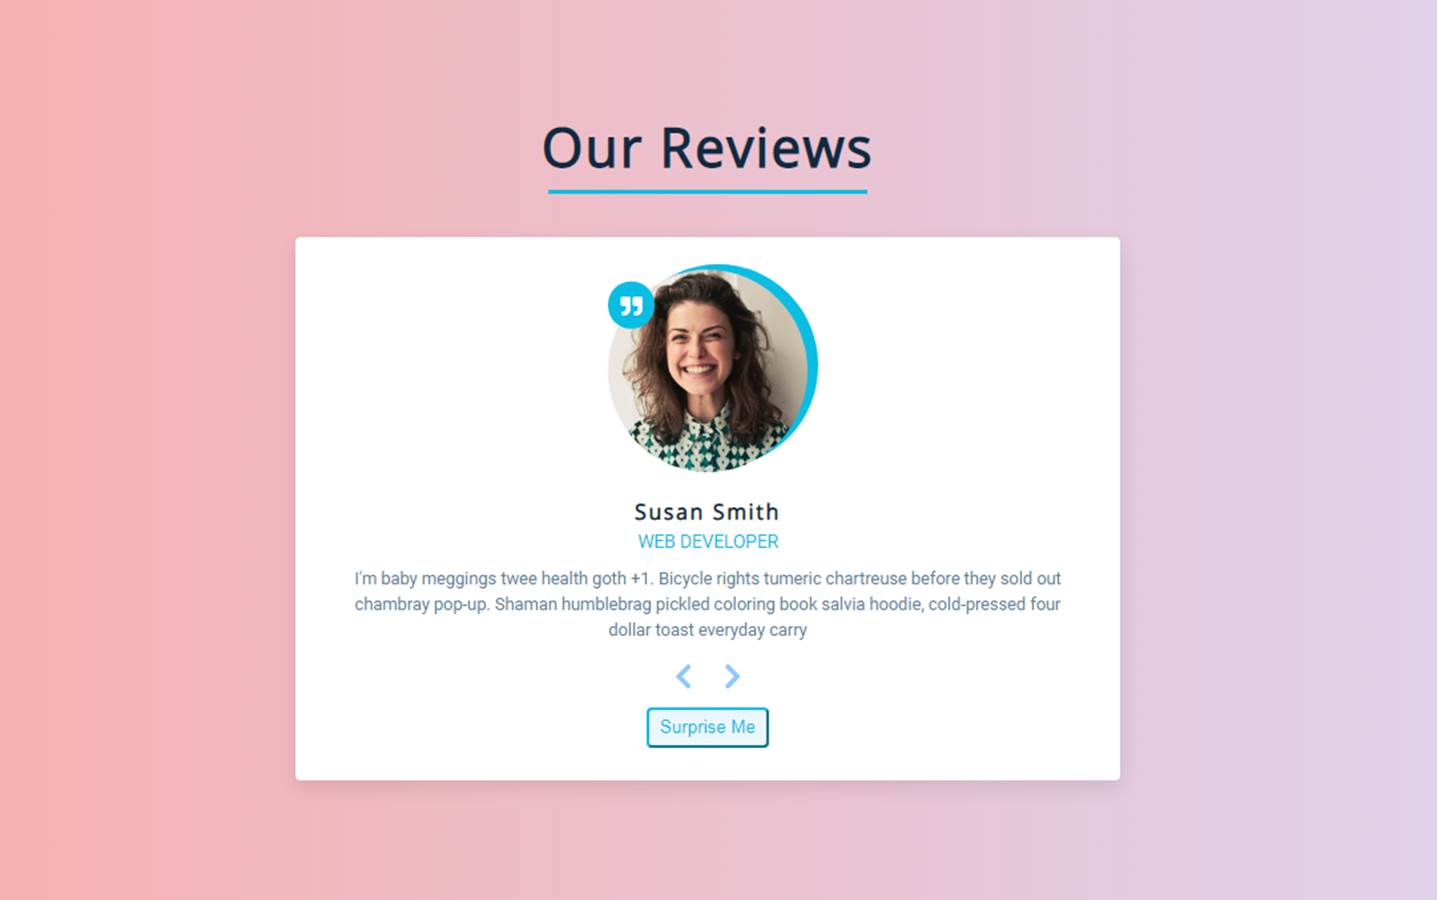 Our Reviews
Susan Smith
WEB DEVELOPER
I'm baby meggings twee health goth +1. Bicycle rights tumeric chartreuse before they sold out
chambray pop-up. Shaman humblebrag pickled coloring book salvia hoodie, cold-pressed four
dollar toast everyday carry
Surprise Me